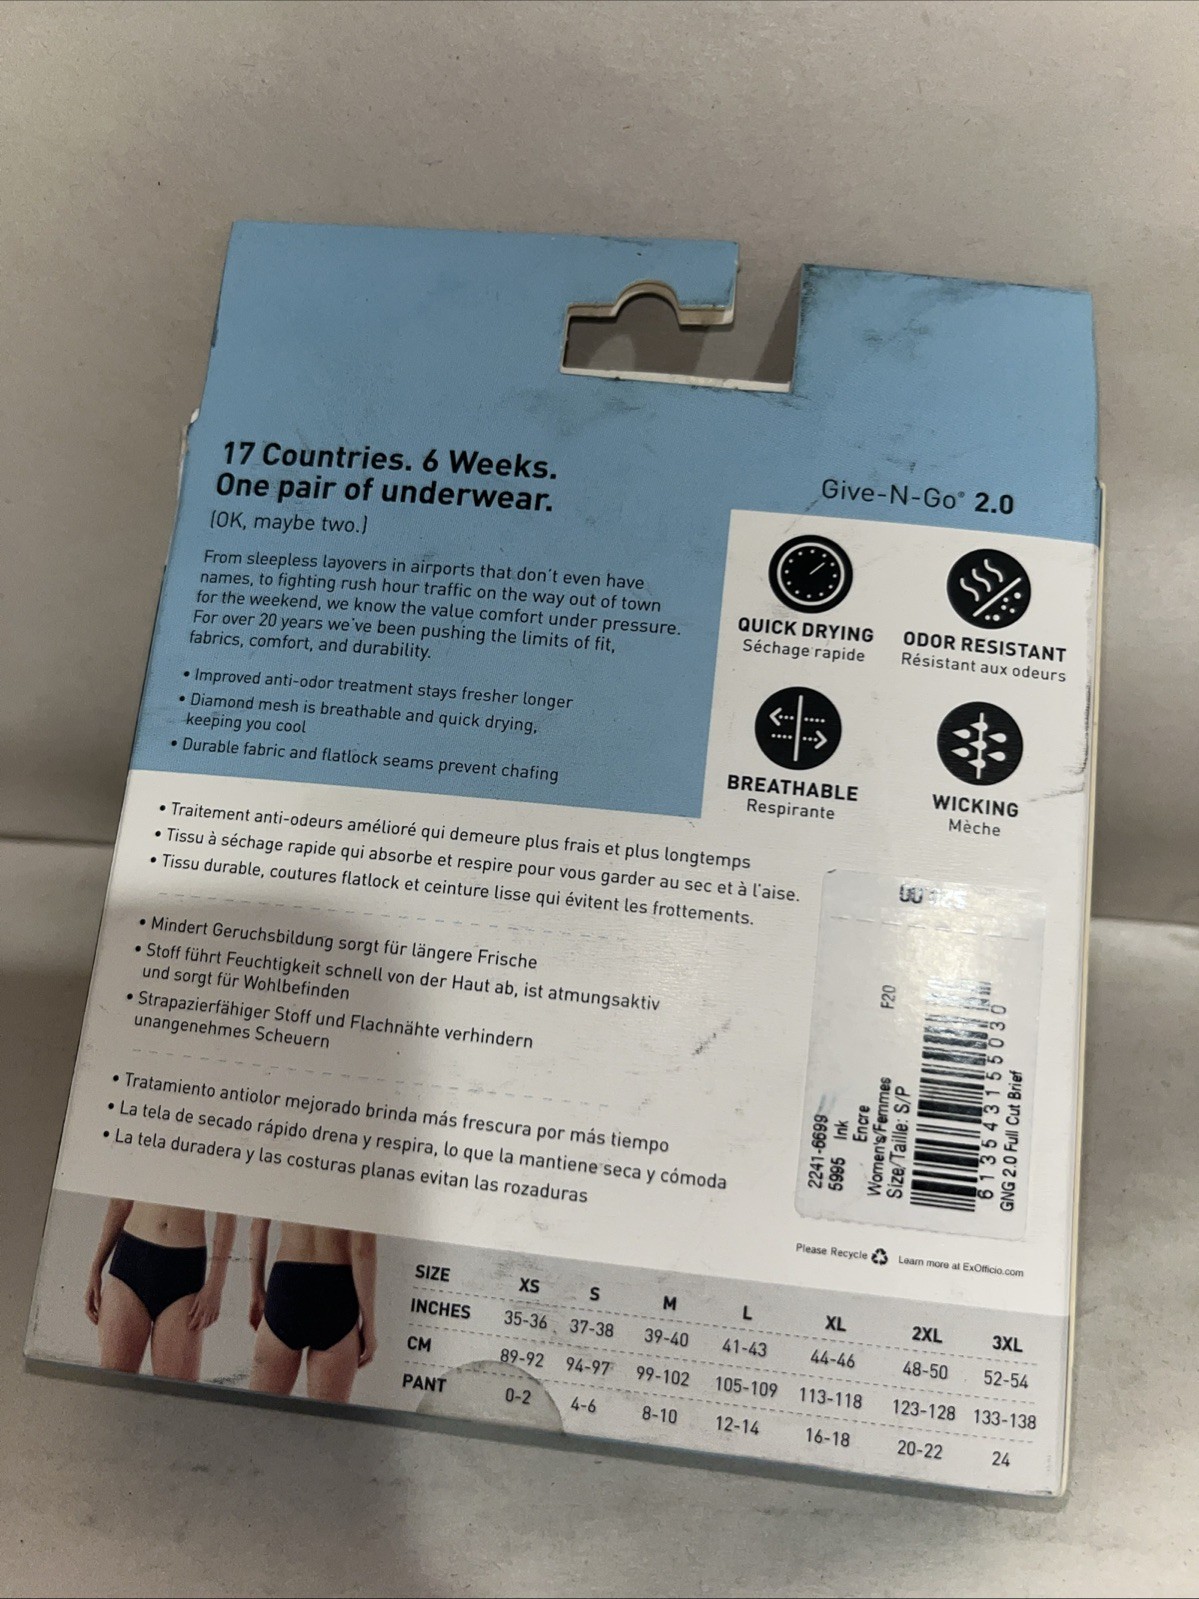 17 Countries. 6 Weeks.
One pair of underwear.
(OK, maybe two.)
From sleepless layovers in airports that don't even have
names, to fighting rush hour traffic on the way out of town
for the weekend, we know the value comfort under pressure.
For over 20 years we've been pushing the limits of fit,
fabrics, comfort, and durability.
• Improved anti-odor treatment stays fresher longer
• Diamond mesh is breathable and quick drying,
keeping you cool
• Durable fabric and flatlock seams prevent chafing
Give-N-Go® 2.0
QUICK DRYING
Séchage rapide
ODOR RESISTANT
Résistant aux odeurs
BREATHABLE
Respirante
WICKING
Mèche
• Traitement anti-odeurs amélioré qui demeure plus frais et plus longtemps
• Tissu à séchage rapide qui absorbe et respire pour vous garder au sec et à l'aise.
• Tissu durable, coutures flatlock et ceinture lisse qui évitent les frottements.
• Mindert Geruchsbildung sorgt für längere Frische
• Stoff führt Feuchtigkeit schnell von der Haut ab, ist atmungsaktiv
und sorgt für Wohlbefinden
• Strapazierfähiger Stoff und Flachnähte verhindern
unangenehmes Scheuern
• Tratamiento antiolor mejorado brinda más frescura por más tiempo
• La tela de secado rápido drena y respira, lo que la mantiene seca y cómoda
• La tela duradera y las costuras planas evitan las rozaduras
2241-6699 F20
5995 Ink
Encre
Women's/Femmes
Size/Taille: S/P
613543155030
GNG 2.0 Full Cut Brief
Please Recycle Learn more at ExOfficio.com
SIZE XS S M L XL 2XL 3XL
INCHES 35-36 37-38 39-40 41-43 44-46 48-50 52-54
CM 89-92 94-97 99-102 105-109 113-118 123-128 133-138
PANT 0-2 4-6 8-10 12-14 16-18 20-22 24